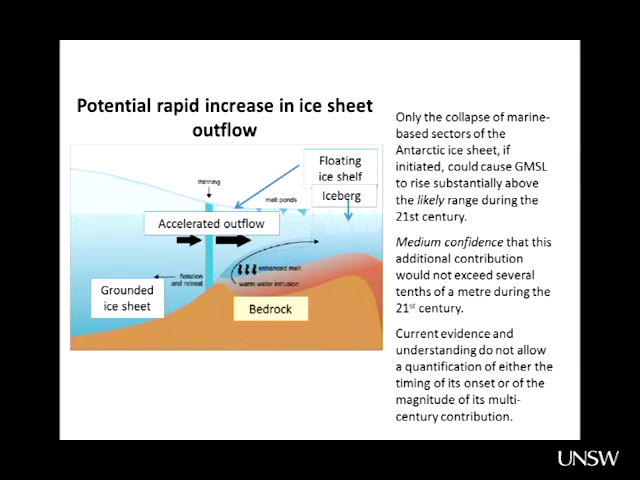 Potential rapid increase in ice sheet
outflow
Floating
ice shelf
Iceberg
thinning
melt ponds
Accelerated outflow
flotation
and retreat
enhanced melt
warm water intrusion
Grounded
ice sheet
Bedrock
Only the collapse of marine-
based sectors of the
Antarctic ice sheet, if
initiated, could cause GMSL
to rise substantially above
the likely range during the
21st century.
Medium confidence that this
additional contribution
would not exceed several
tenths of a metre during the
21st century.
Current evidence and
understanding do not allow
a quantification of either the
timing of its onset or of the
magnitude of its multi-
century contribution.
UNSW